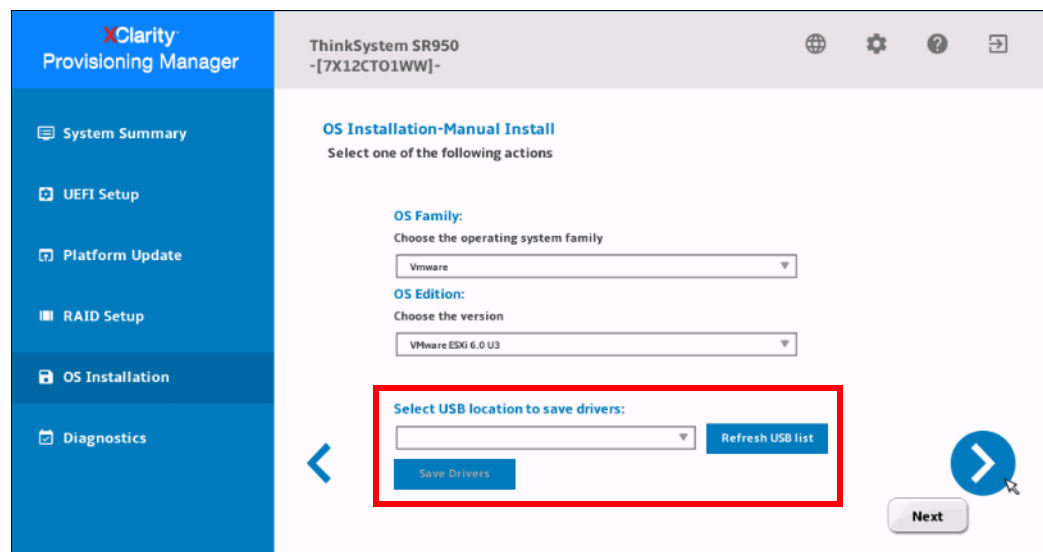 XClarity
Provisioning Manager
ThinkSystem SR950
-[7X12CTO1WW]-
System Summary
UEFI Setup
Platform Update
RAID Setup
OS Installation
Diagnostics
OS Installation-Manual Install
Select one of the following actions
OS Family:
Choose the operating system family
Vmware
OS Edition:
Choose the version
VMware ESXi 6.0 U3
Select USB location to save drivers:
Refresh USB list
Save Drivers
Next